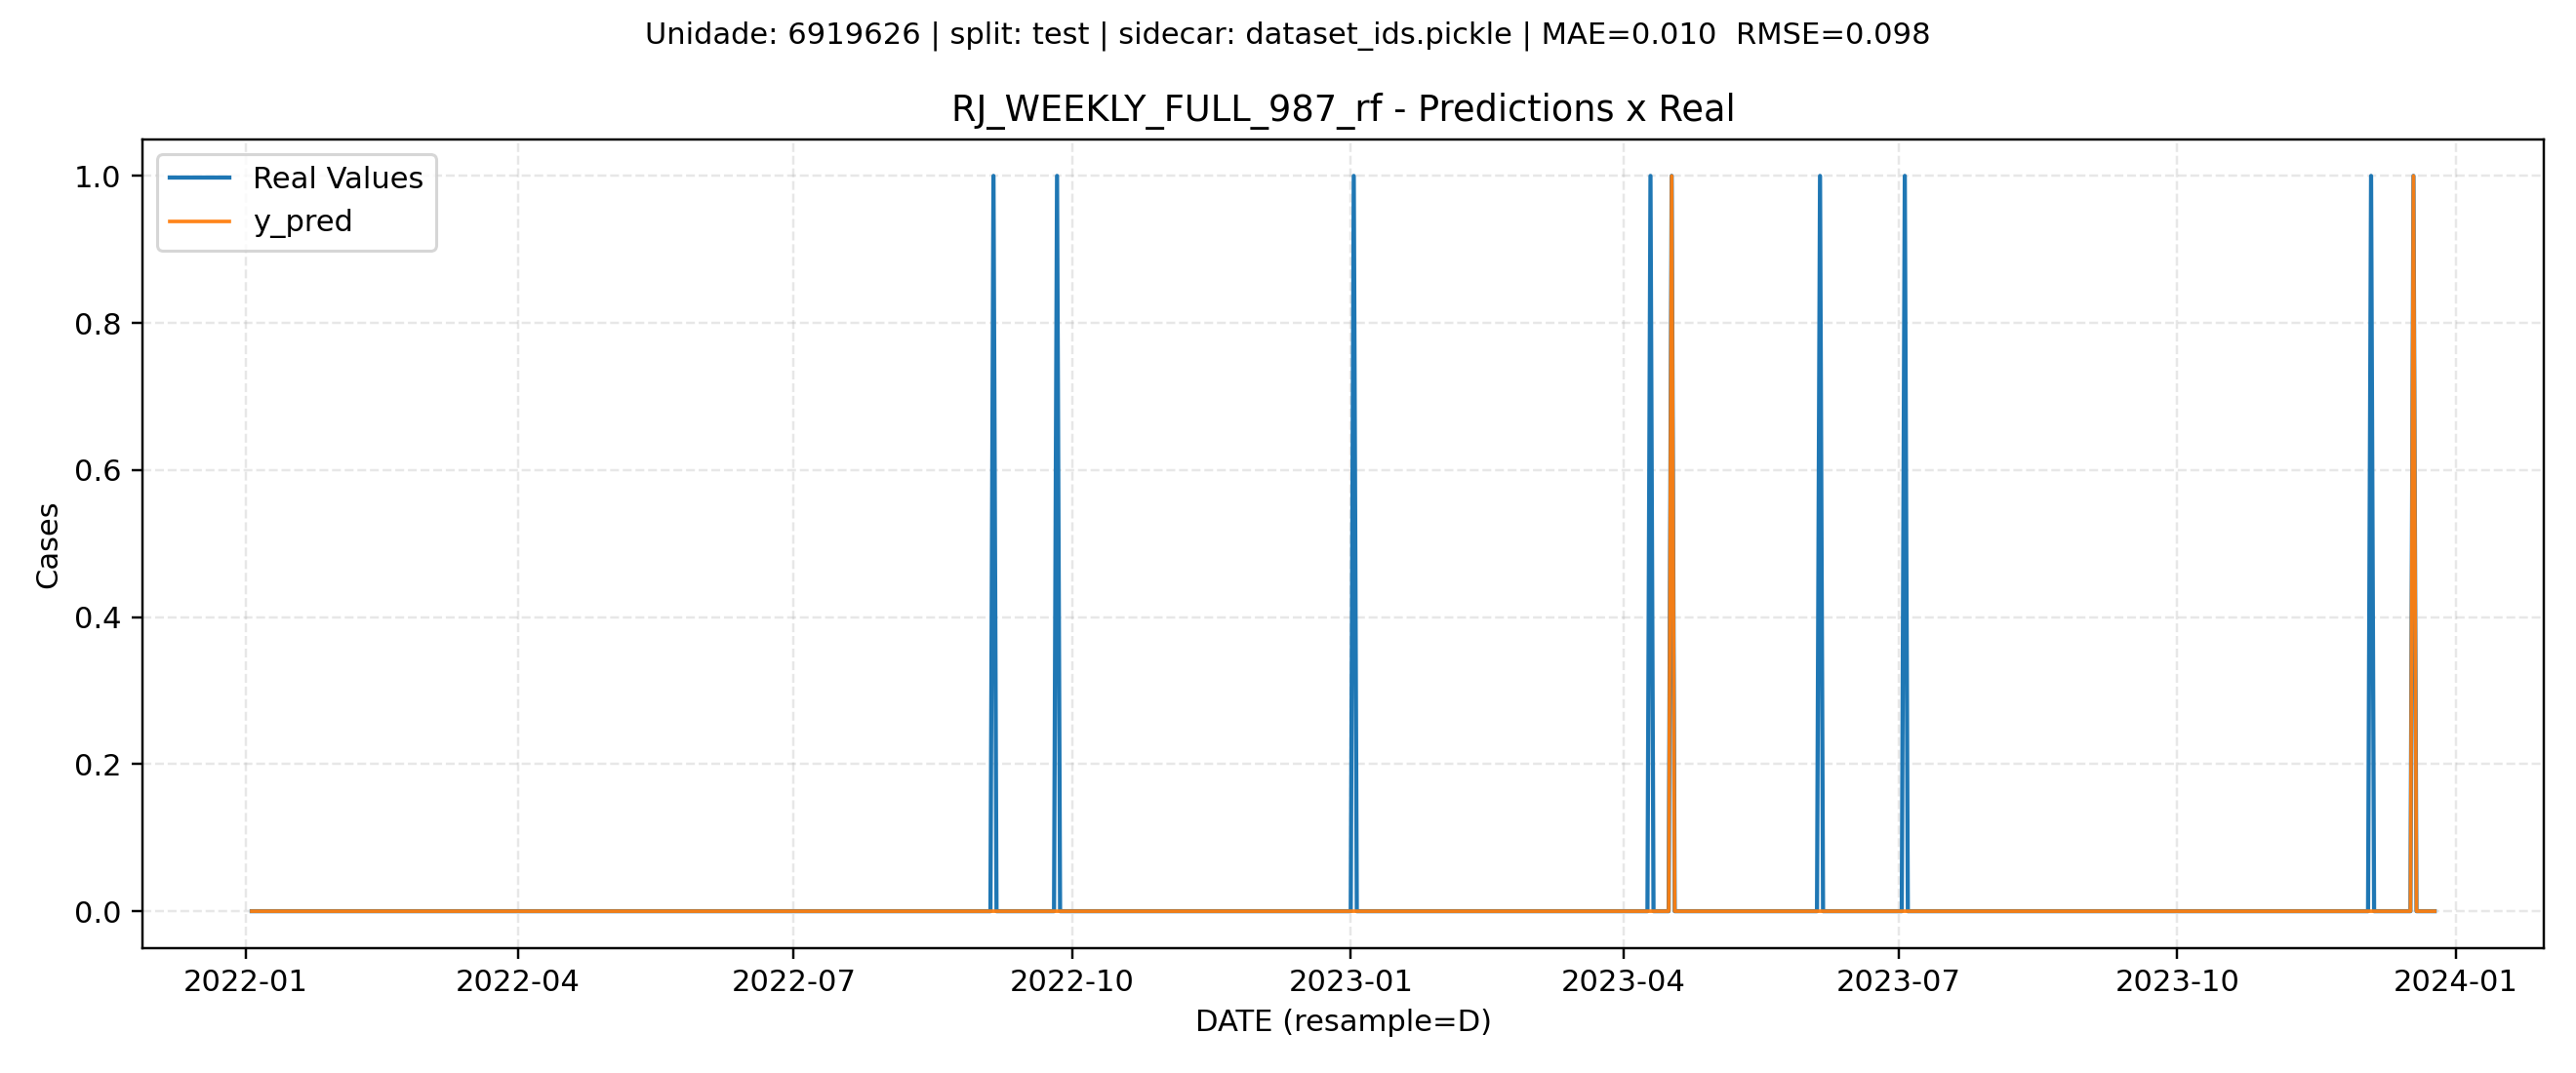 Unidade: 6919626 | split: test | sidecar: dataset_ids.pickle | MAE=0.010  RMSE=0.098
RJ_WEEKLY_FULL_987_rf - Predictions x Real
Real Values
y_pred
1.0
0.8
0.6
0.4
0.2
0.0
Cases
2022-01
2022-04
2022-07
2022-10
2023-01
2023-04
2023-07
2023-10
2024-01
DATE (resample=D)